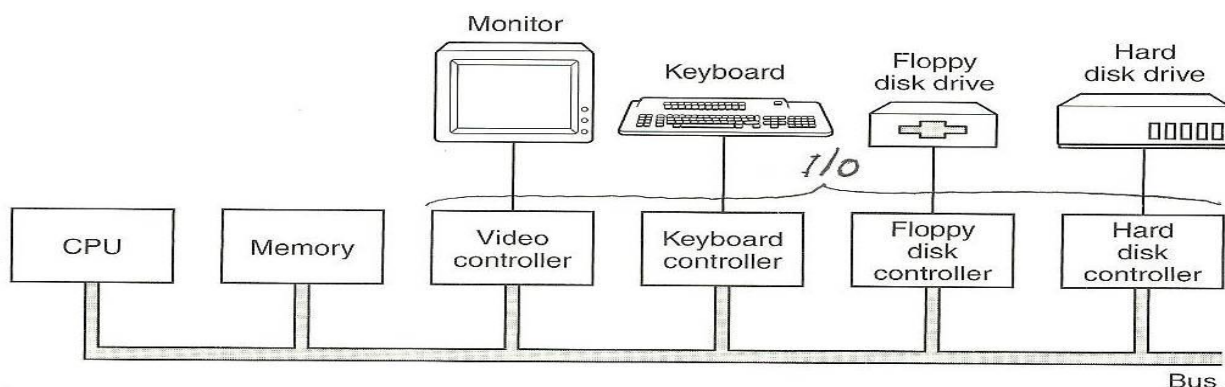 Monitor
Keyboard
Floppy
disk drive
Hard
disk drive
I/O
CPU
Memory
Video
controller
Keyboard
controller
Floppy
disk
controller
Hard
disk
controller
Bus